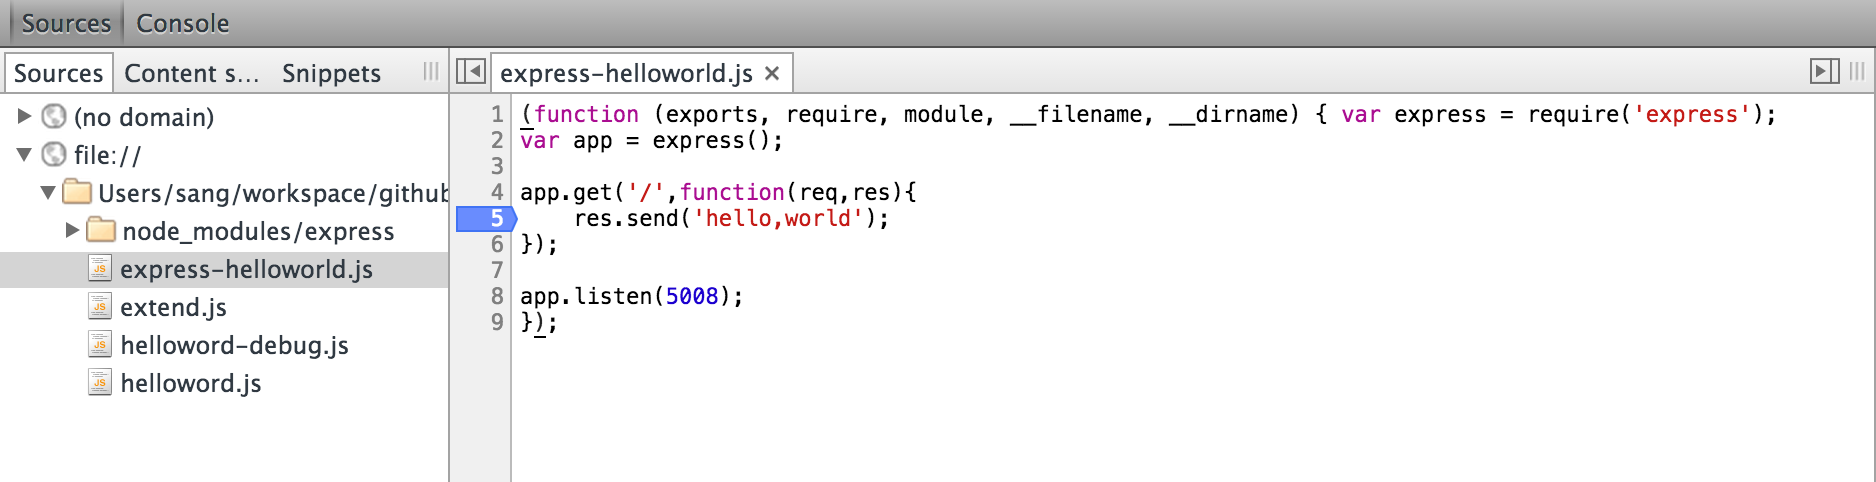 Sources Console
Sources Content s... Snippets
(no domain)
file://
Users/sang/workspace/github
node_modules/express
express-helloworld.js
extend.js
helloword-debug.js
helloword.js
express-helloworld.js ×
1 (function (exports, require, module, __filename, __dirname) { var express = require('express');
2 var app = express();
3
4 app.get('/',function(req,res){
5     res.send('hello,world');
6 });
7
8 app.listen(5008);
9 });